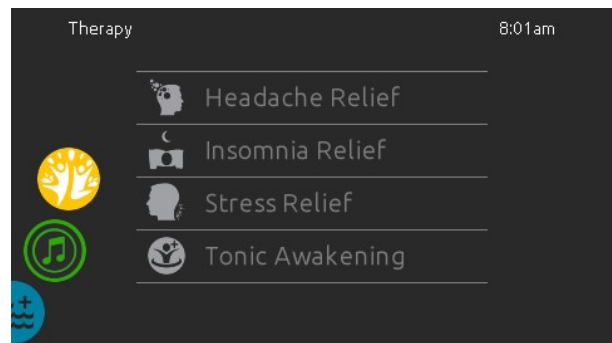 Therapy 8:01am
Headache Relief
Insomnia Relief
Stress Relief
Tonic Awakening